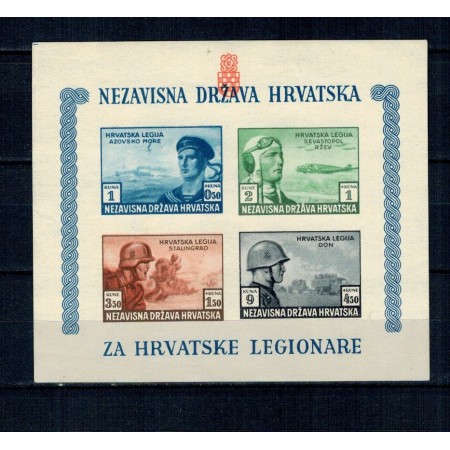 NEZAVISNA DRŽAVA HRVATSKA
HRVATSKA LEGIJA
AZOVSKO MORE
KUNA
1
+KUNA
0·50
NEZAVISNA DRŽAVA HRVATSKA
HRVATSKA LEGIJA
SEVASTOPOL
RŽEV
KUNE
2
+KUNA
1
NEZAVISNA DRŽAVA HRVATSKA
HRVATSKA LEGIJA
STALINGRAD
KUNE
3·50
+KUNA
1·50
NEZAVISNA DRŽAVA HRVATSKA
HRVATSKA LEGIJA
DON
KUNA
9
+KUNE
4·50
NEZAVISNA DRŽAVA HRVATSKA
ZA HRVATSKE LEGIONARE